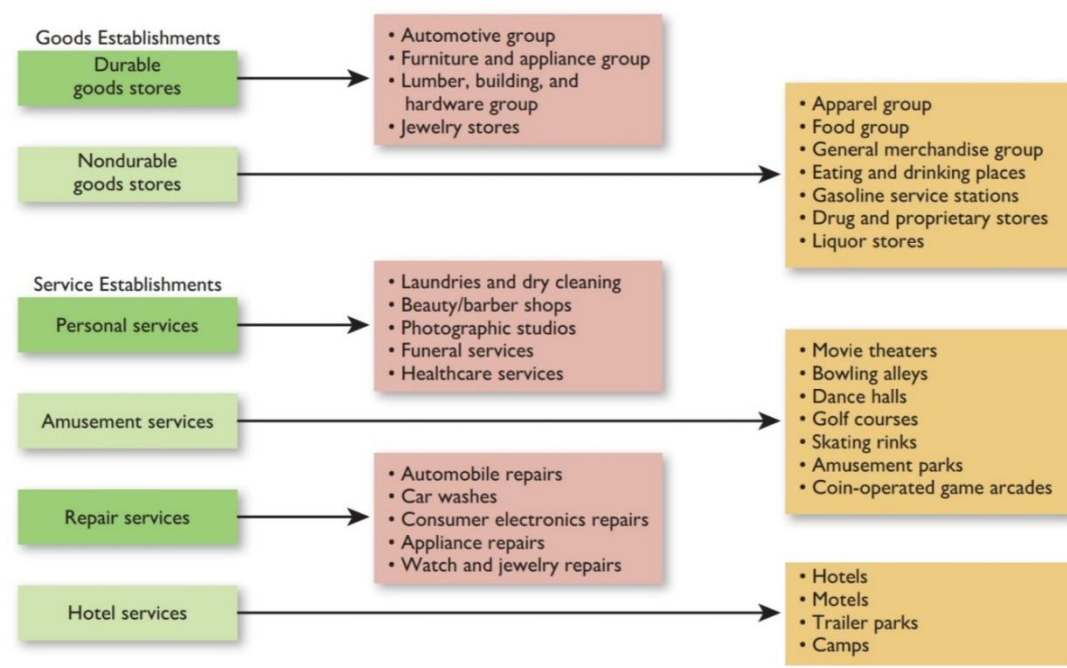 Goods Establishments
Durable
goods stores
• Automotive group
• Furniture and appliance group
• Lumber, building, and
hardware group
• Jewelry stores
Nondurable
goods stores
• Apparel group
• Food group
• General merchandise group
• Eating and drinking places
• Gasoline service stations
• Drug and proprietary stores
• Liquor stores
Service Establishments
Personal services
• Laundries and dry cleaning
• Beauty/barber shops
• Photographic studios
• Funeral services
• Healthcare services
Amusement services
• Movie theaters
• Bowling alleys
• Dance halls
• Golf courses
• Skating rinks
• Amusement parks
• Coin-operated game arcades
Repair services
• Automobile repairs
• Car washes
• Consumer electronics repairs
• Appliance repairs
• Watch and jewelry repairs
Hotel services
• Hotels
• Motels
• Trailer parks
• Camps